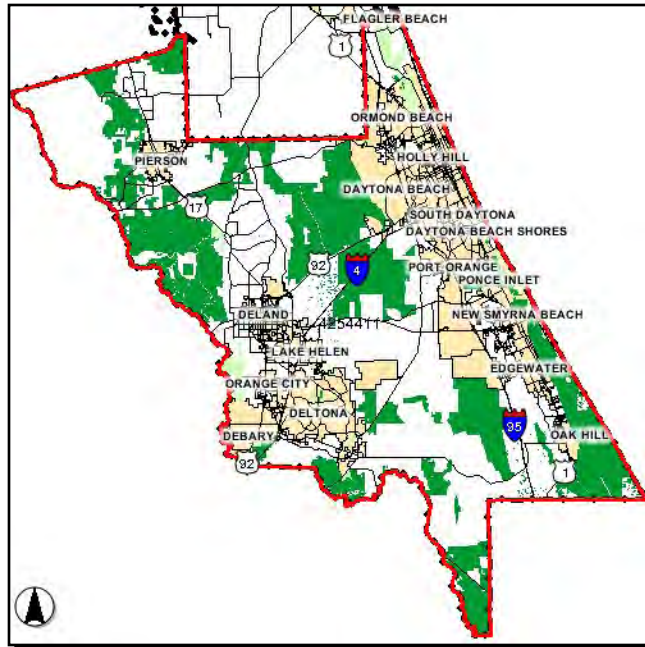 FLAGLER BEACH
1
ORMOND BEACH
HOLLY HILL
PIERSON
DAYTONA BEACH
17
SOUTH DAYTONA
DAYTONA BEACH SHORES
92
4
PORT ORANGE
PONCE INLET
DELAND
NEW SMYRNA BEACH
LAKE HELEN
EDGEWATER
ORANGE CITY
DELTONA
95
DEBARY
OAK HILL
92
1